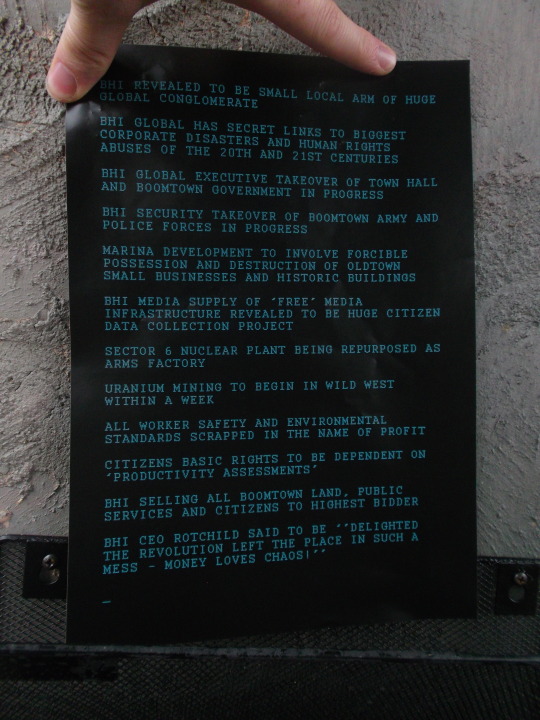 BHI REVEALED TO BE SMALL LOCAL ARM OF HUGE
GLOBAL CONGLOMERATE
BHI GLOBAL HAS SECRET LINKS TO BIGGEST
CORPORATE DISASTERS AND HUMAN RIGHTS
ABUSES OF THE 20TH AND 21ST CENTURIES
BHI GLOBAL EXECUTIVE TAKEOVER OF TOWN HALL
AND BOOMTOWN GOVERNMENT IN PROGRESS
BHI SECURITY TAKEOVER OF BOOMTOWN ARMY AND
POLICE FORCES IN PROGRESS
MARINA DEVELOPMENT TO INVOLVE FORCIBLE
POSSESSION AND DESTRUCTION OF OLDTOWN
SMALL BUSINESSES AND HISTORIC BUILDINGS
BHI MEDIA SUPPLY OF ´FREE´ MEDIA
INFRASTRUCTURE REVEALED TO BE HUGE CITIZEN
DATA COLLECTION PROJECT
SECTOR 6 NUCLEAR PLANT BEING REPURPOSED AS
ARMS FACTORY
URANIUM MINING TO BEGIN IN WILD WEST
WITHIN A WEEK
ALL WORKER SAFETY AND ENVIRONMENTAL
STANDARDS SCRAPPED IN THE NAME OF PROFIT
CITIZENS BASIC RIGHTS TO BE DEPENDENT ON
´PRODUCTIVITY ASSESSMENTS´
BHI SELLING ALL BOOMTOWN LAND, PUBLIC
SERVICES AND CITIZENS TO HIGHEST BIDDER
BHI CEO ROTCHILD SAID TO BE ´´DELIGHTED
THE REVOLUTION LEFT THE PLACE IN SUCH A
MESS - MONEY LOVES CHAOS!´´
_